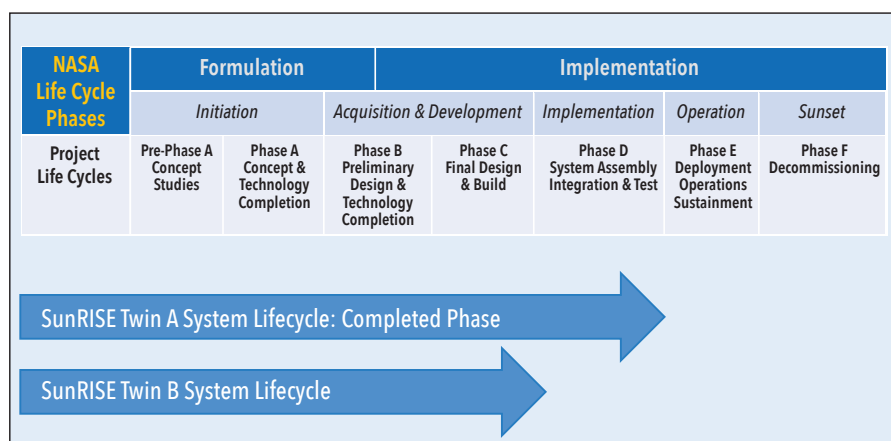 NASA
Life Cycle
Phases
Formulation
Implementation
Initiation
Acquisition & Development
Implementation
Operation
Sunset
Project
Life Cycles
Pre-Phase A
Concept
Studies
Phase A
Concept &
Technology
Completion
Phase B
Preliminary
Design &
Technology
Completion
Phase C
Final Design
& Build
Phase D
System Assembly
Integration & Test
Phase E
Deployment
Operations
Sustainment
Phase F
Decommissioning
SunRISE Twin A System Lifecycle: Completed Phase
SunRISE Twin B System Lifecycle